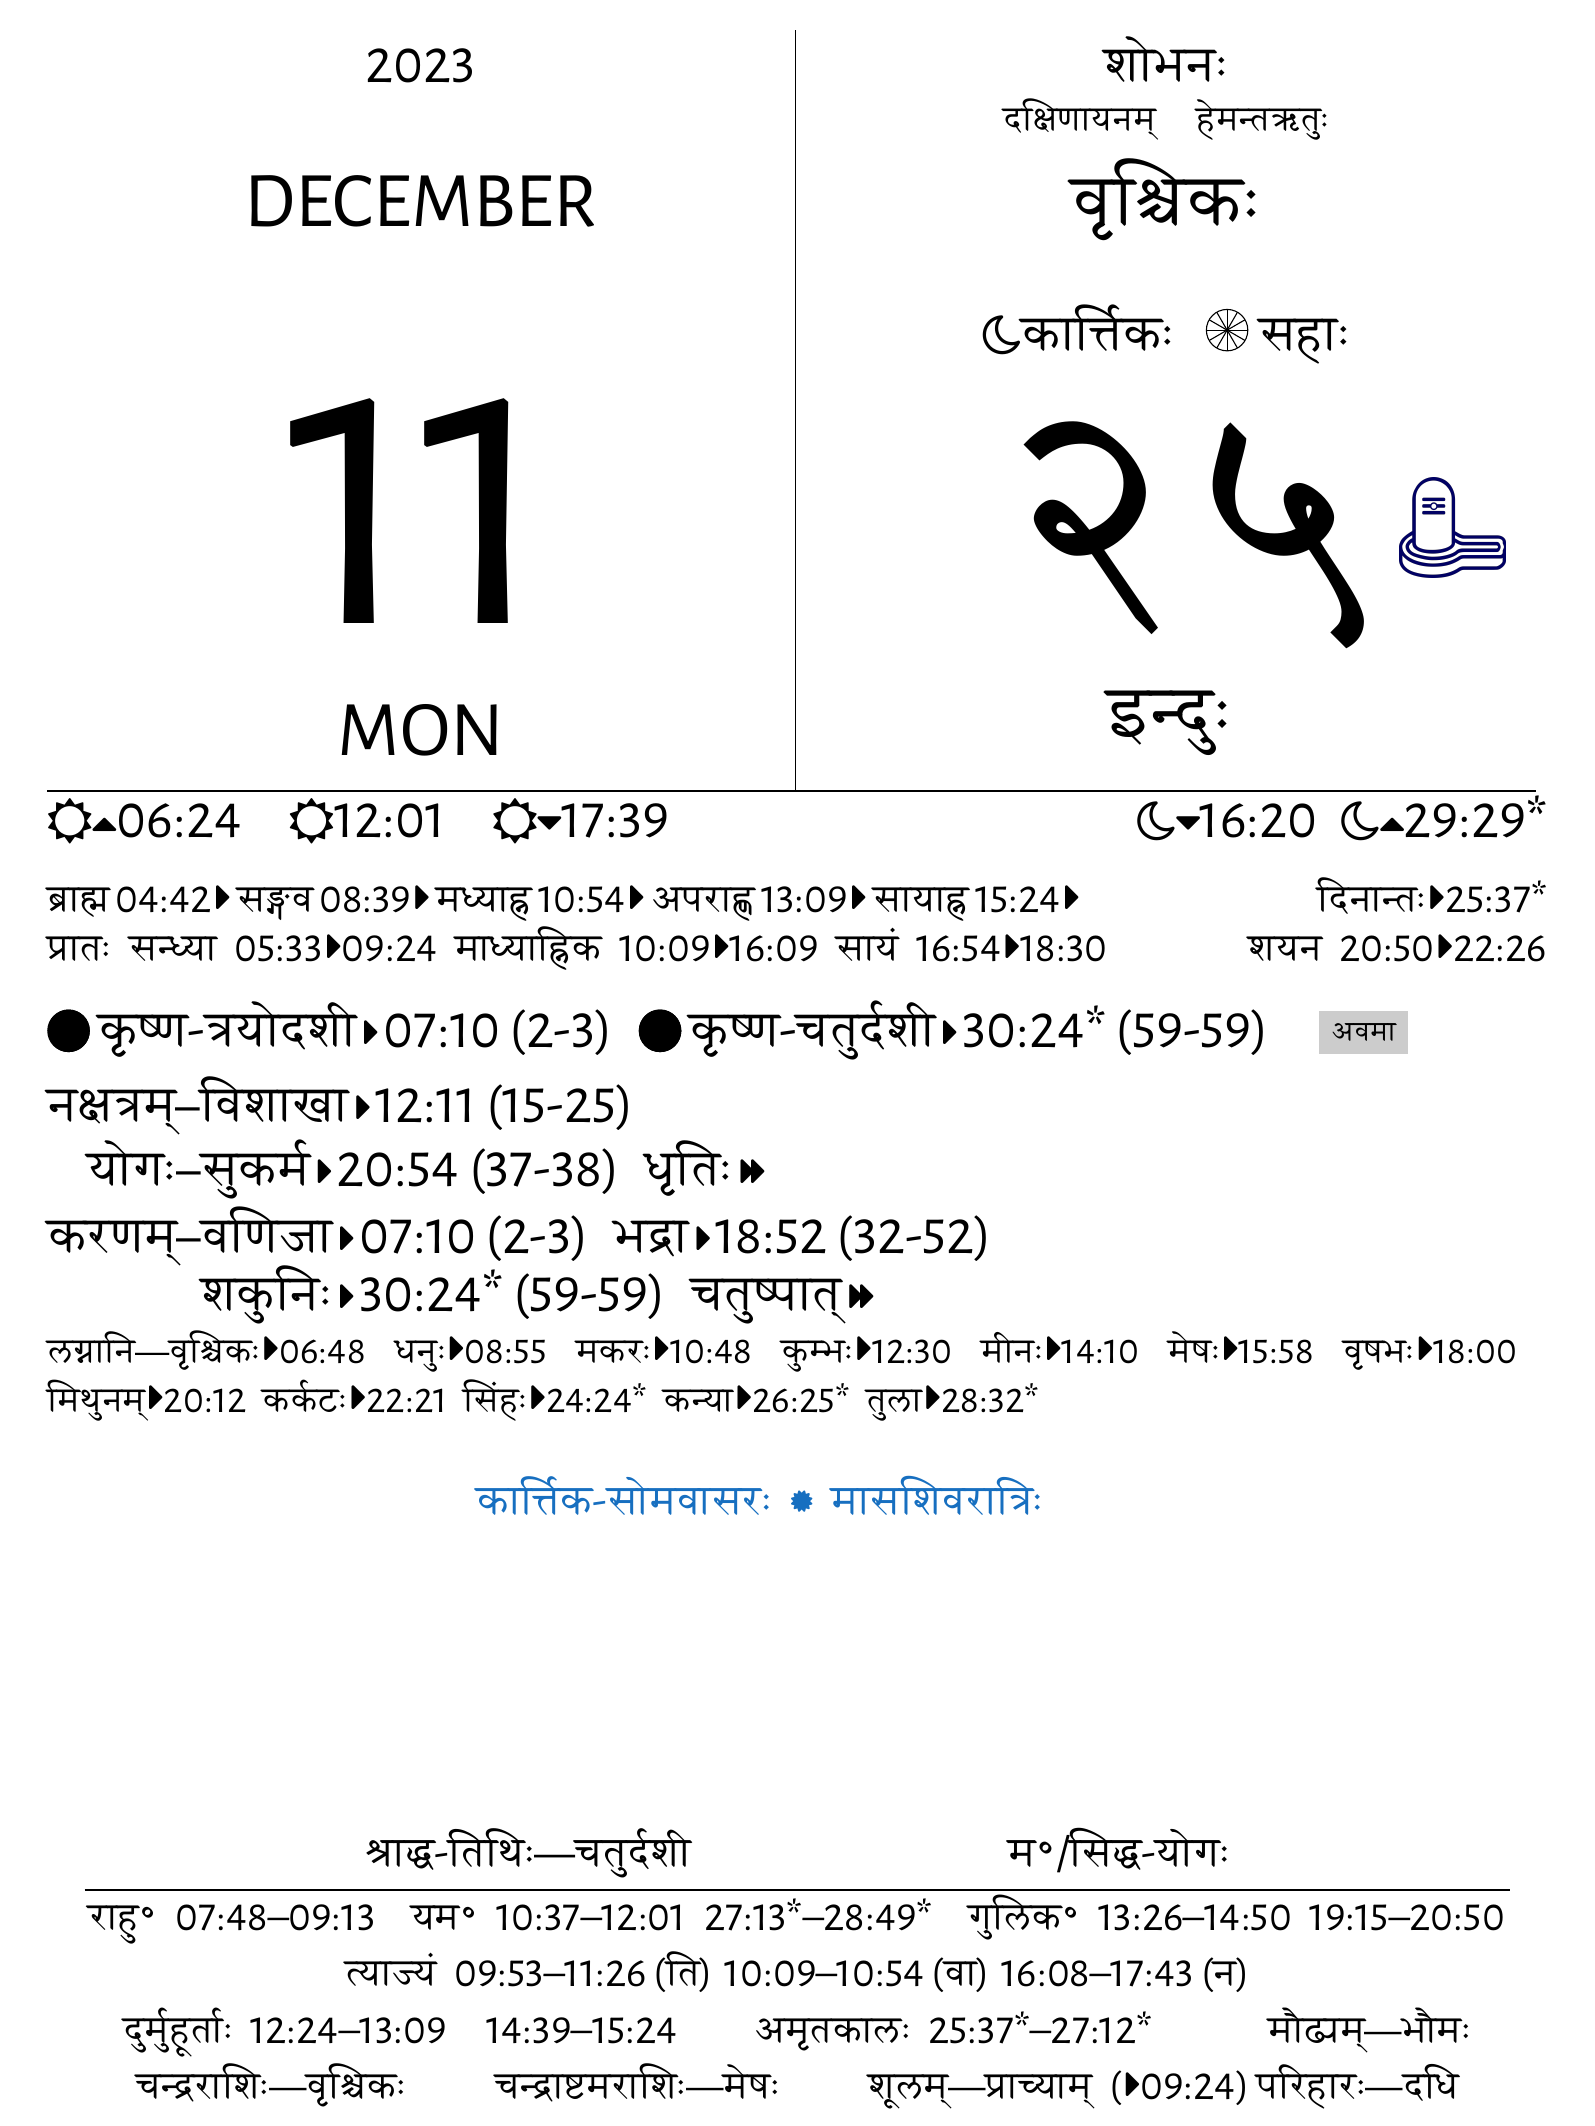 2023
DECEMBER
11
MON
शोभनः
दक्षिणायनम् हेमन्तऋतुः
वृश्चिकः
कार्त्तिकः सहाः
२५
इन्दुः
06:24 12:01 17:39 16:20 29:29*
ब्राह्म 04:42 सङ्गव 08:39 मध्याह्न 10:54 अपराह्ण 13:09 सायाह्न 15:24 दिनान्तः 25:37*
प्रातः सन्ध्या 05:33 09:24 माध्याह्निक 10:09 16:09 सायं 16:54 18:30 शयन 20:50 22:26
कृष्ण-त्रयोदशी 07:10 (2-3) कृष्ण-चतुर्दशी 30:24* (59-59) अवमा
नक्षत्रम्–विशाखा 12:11 (15-25)
योगः–सुकर्म 20:54 (37-38) धृतिः
करणम्–वणिजा 07:10 (2-3) भद्रा 18:52 (32-52)
शकुनिः 30:24* (59-59) चतुष्पात्
लग्नानि—वृश्चिकः 06:48 धनुः 08:55 मकरः 10:48 कुम्भः 12:30 मीनः 14:10 मेषः 15:58 वृषभः 18:00
मिथुनम् 20:12 कर्कटः 22:21 सिंहः 24:24* कन्या 26:25* तुला 28:32*
कार्त्तिक-सोमवासरः मासशिवरात्रिः
श्राद्ध-तिथिः—चतुर्दशी म॰/सिद्ध-योगः
राहु॰ 07:48–09:13 यम॰ 10:37–12:01 27:13*–28:49* गुलिक॰ 13:26–14:50 19:15–20:50
त्याज्यं 09:53–11:26 (ति) 10:09–10:54 (वा) 16:08–17:43 (न)
दुर्मुहूर्ताः 12:24–13:09 14:39–15:24 अमृतकालः 25:37*–27:12* मौढ्यम्—भौमः
चन्द्रराशिः—वृश्चिकः चन्द्राष्टमराशिः—मेषः शूलम्—प्राच्याम् (09:24) परिहारः—दधि